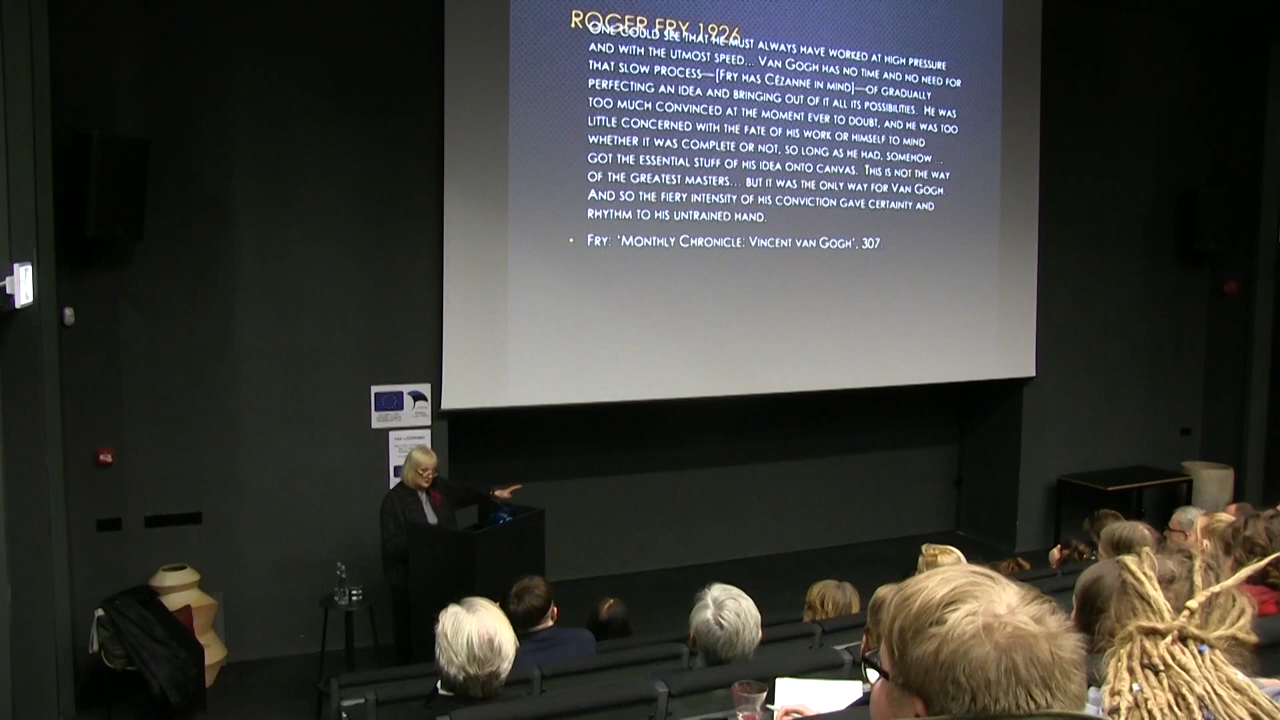 ROGER FRY 1926
ONE COULD SEE THAT HE MUST ALWAYS HAVE WORKED AT HIGH PRESSURE
AND WITH THE UTMOST SPEED... VAN GOGH HAS NO TIME AND NO NEED FOR
THAT SLOW PROCESS—[FRY HAS CÉZANNE IN MIND]—OF GRADUALLY
PERFECTING AN IDEA AND BRINGING OUT OF IT ALL ITS POSSIBILITIES. HE WAS
TOO MUCH CONVINCED AT THE MOMENT EVER TO DOUBT, AND HE WAS TOO
LITTLE CONCERNED WITH THE FATE OF HIS WORK OR HIMSELF TO MIND
WHETHER IT WAS COMPLETE OR NOT, SO LONG AS HE HAD, SOMEHOW ...
GOT THE ESSENTIAL STUFF OF HIS IDEA ONTO CANVAS. THIS IS NOT THE WAY
OF THE GREATEST MASTERS... BUT IT WAS THE ONLY WAY FOR VAN GOGH.
AND SO THE FIERY INTENSITY OF HIS CONVICTION GAVE CERTAINTY AND
RHYTHM TO HIS UNTRAINED HAND.
• FRY: 'MONTHLY CHRONICLE: VINCENT VAN GOGH', 307.